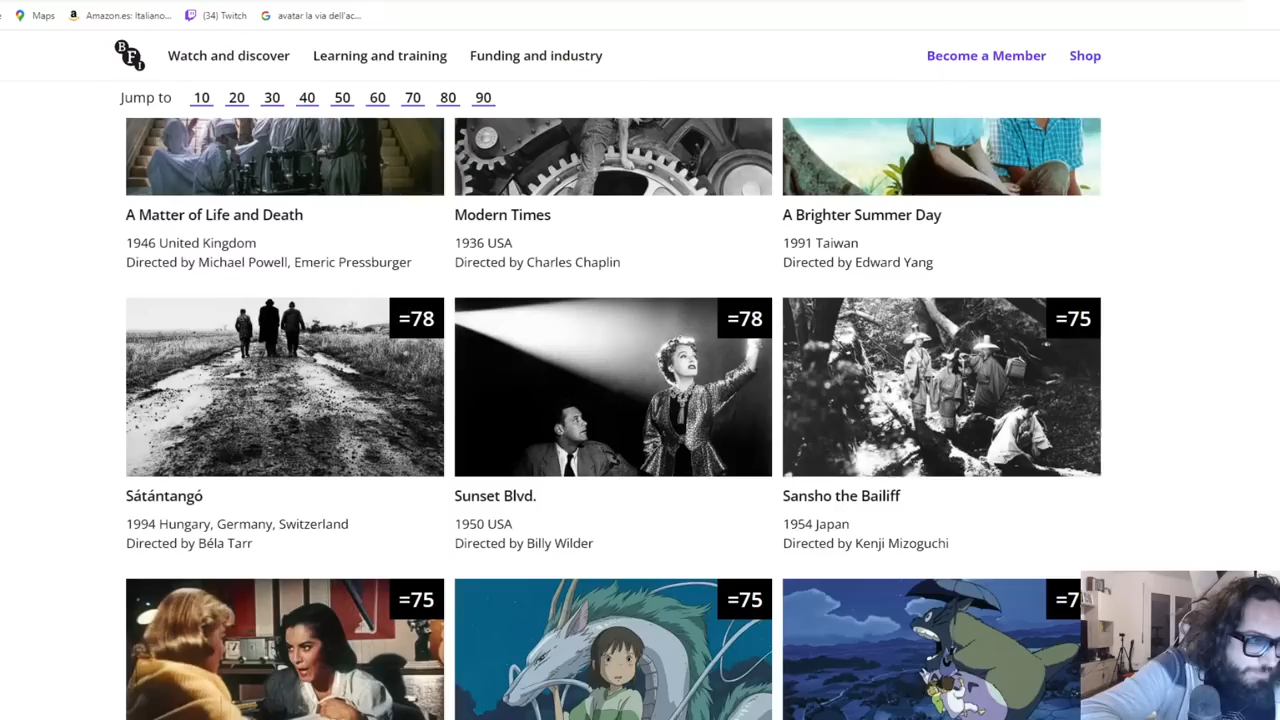 Maps
Amazon.es: Italiano...
(34) Twitch
avatar la via dell'ac...
BFI
Watch and discover
Learning and training
Funding and industry
Become a Member
Shop
Jump to 10 20 30 40 50 60 70 80 90
A Matter of Life and Death
1946 United Kingdom
Directed by Michael Powell, Emeric Pressburger
Modern Times
1936 USA
Directed by Charles Chaplin
A Brighter Summer Day
1991 Taiwan
Directed by Edward Yang
=78
Sátántangó
1994 Hungary, Germany, Switzerland
Directed by Béla Tarr
=78
Sunset Blvd.
1950 USA
Directed by Billy Wilder
=75
Sansho the Bailiff
1954 Japan
Directed by Kenji Mizoguchi
=75
=75
=7